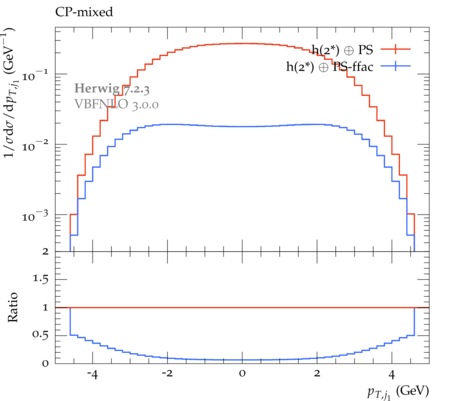 CP-mixed
1/σdσ/dp_{T,j_1} (GeV^{−1})
h(2*) ⊕ PS
h(2*) ⊕ PS-ffac
Herwig 7.2.3
VBFNLO 3.0.0
10^{−1}
10^{−2}
10^{−3}
2
1.5
1
0.5
0
Ratio
-4 -2 0 2 4
p_{T,j_1} (GeV)